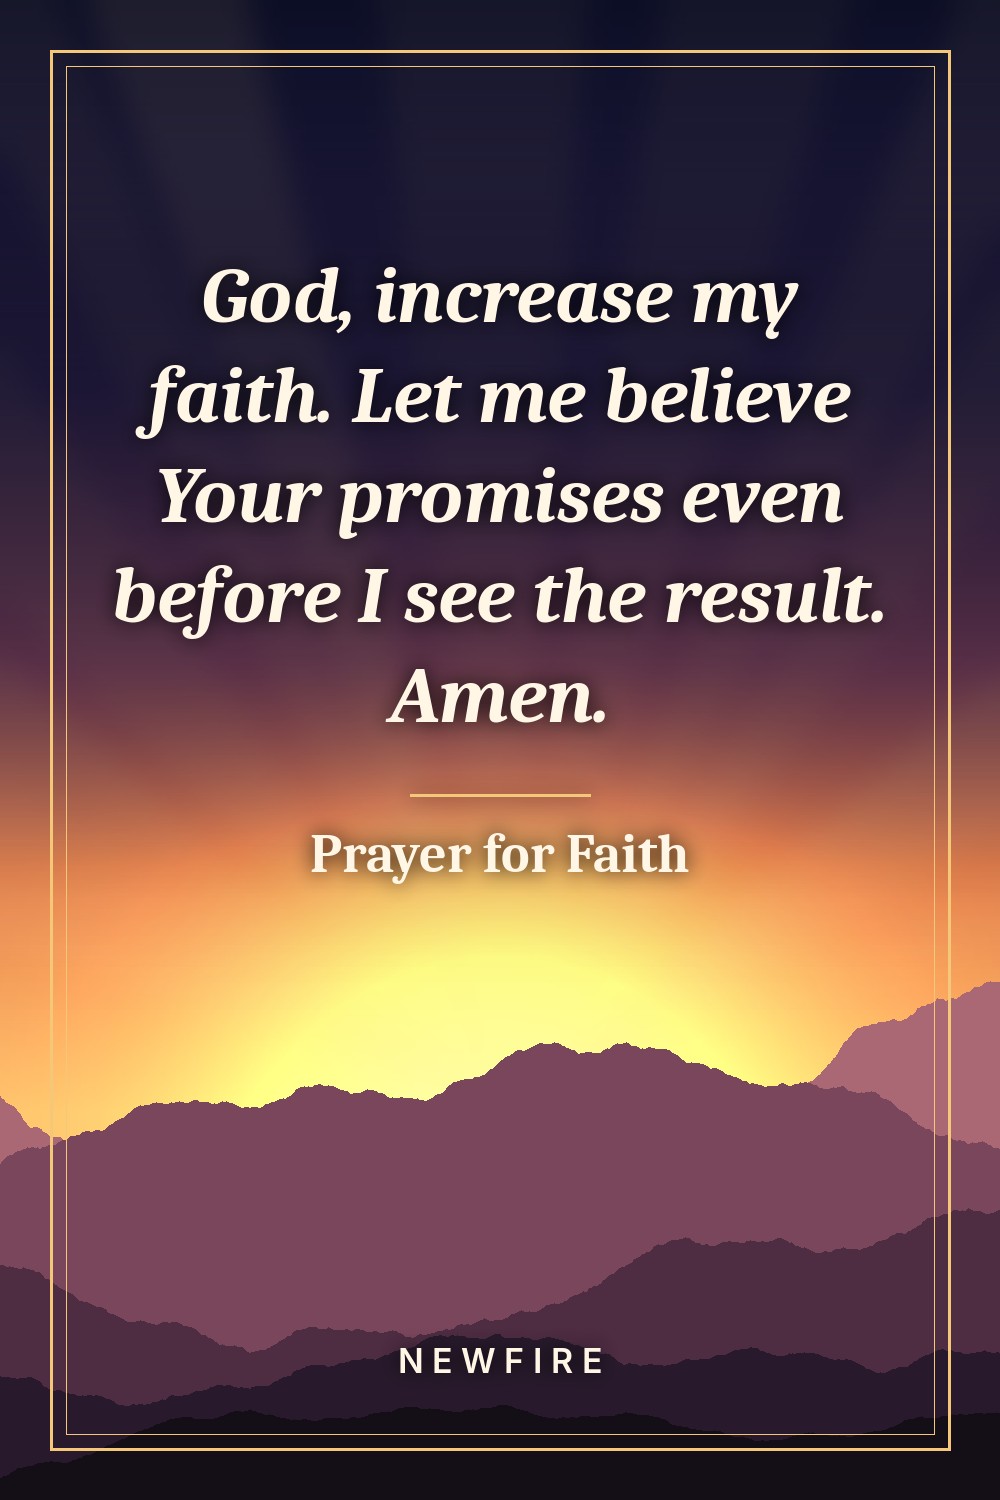 God, increase my
faith. Let me believe
Your promises even
before I see the result.
Amen.
Prayer for Faith
NEWFIRE